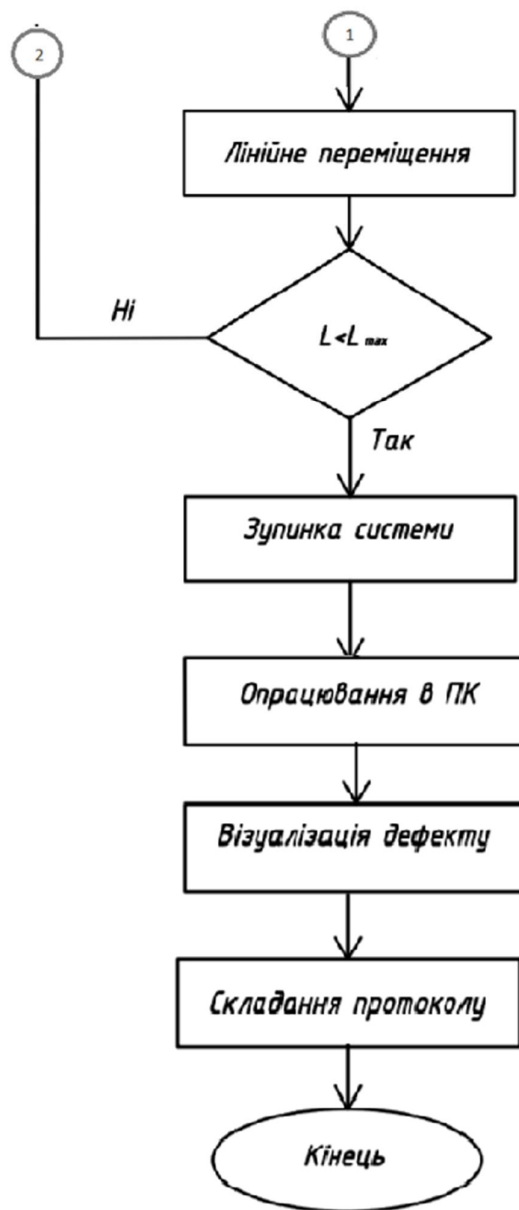 2
1
Лінійне переміщення
L<L max
Ні
Так
Зупинка системи
Опрацювання в ПК
Візуалізація дефекту
Складання протоколу
Кінець